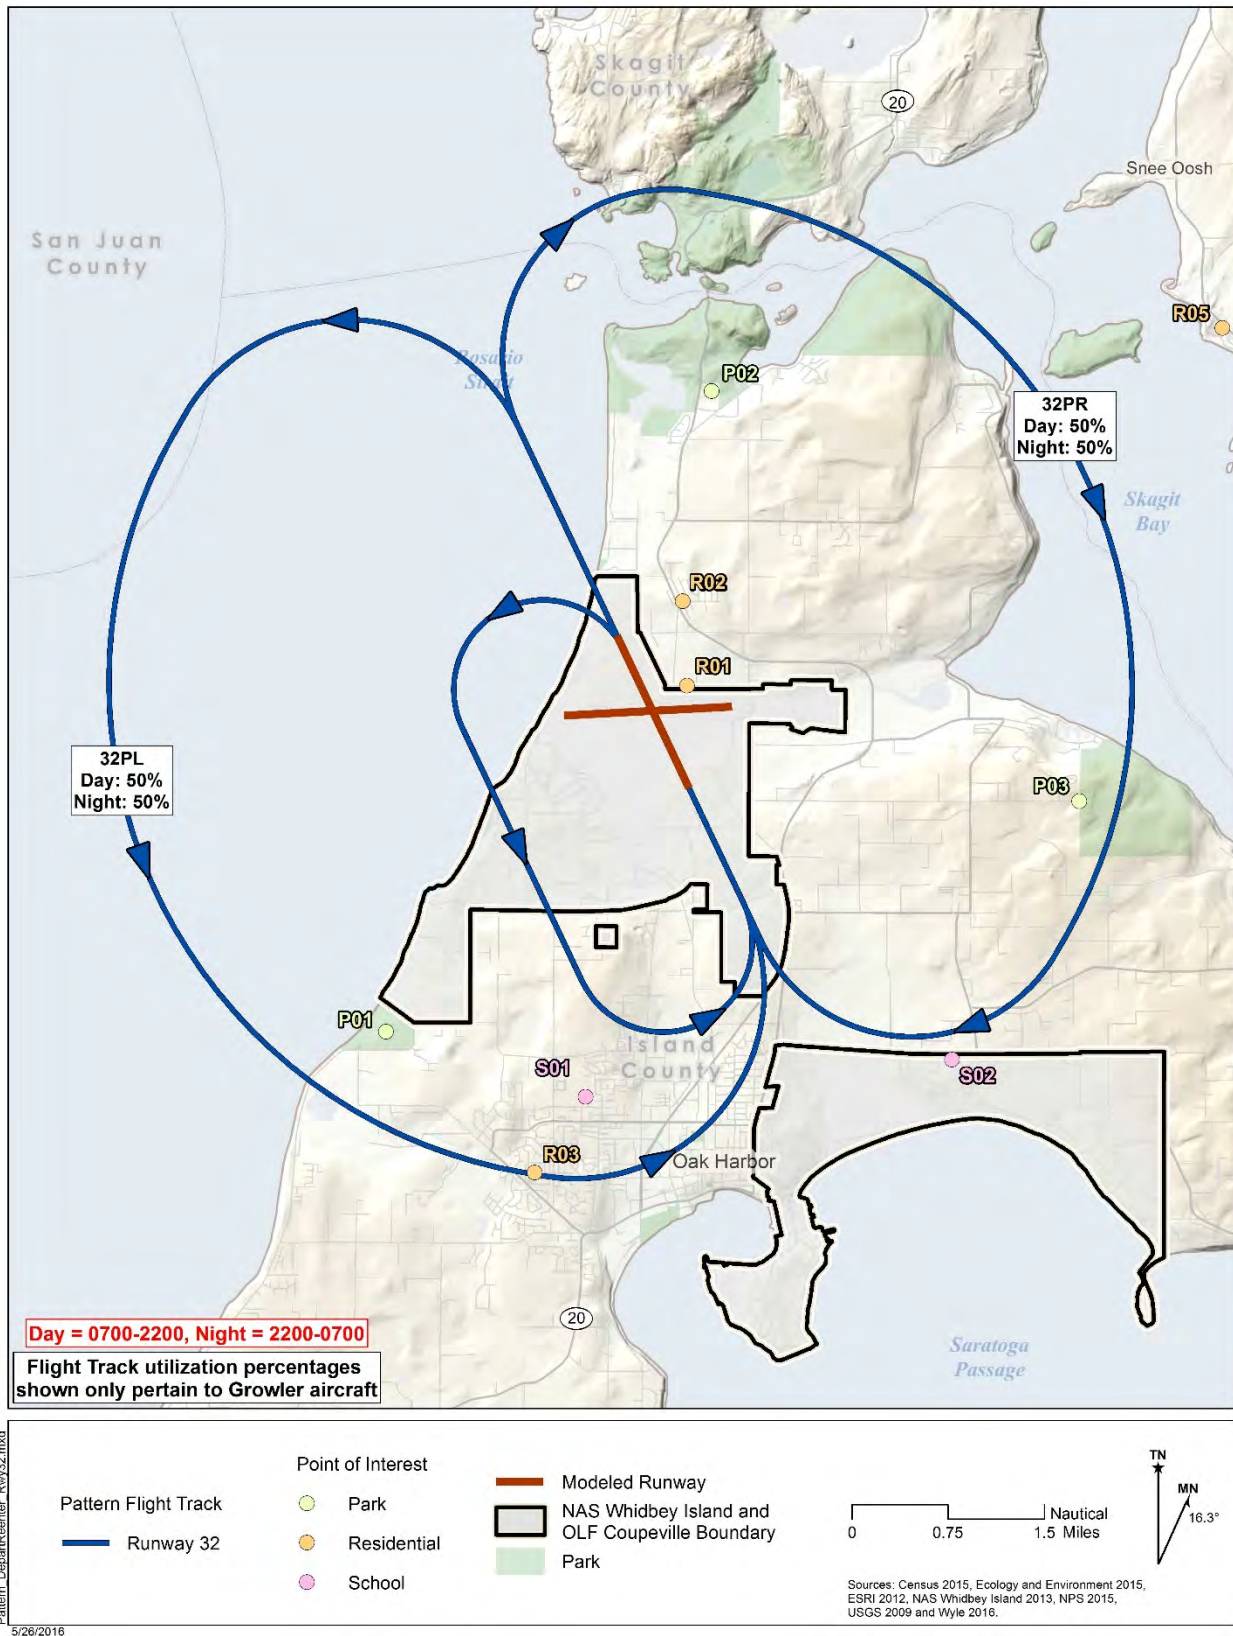 Skagit
County
20
Snee Oosh
San Juan
County
R05
Rosario
Strait
P02
32PR
Day: 50%
Night: 50%
Skagit
Bay
R02
R01
32PL
Day: 50%
Night: 50%
P03
P01
Island
County
S01
S02
R03
Oak Harbor
20
Saratoga
Passage
Day = 0700-2200, Night = 2200-0700
Flight Track utilization percentages
shown only pertain to Growler aircraft
Pattern_DepartReenter_Rwy32.mxd
Pattern Flight Track
Runway 32
Point of Interest
Park
Residential
School
Modeled Runway
NAS Whidbey Island and
OLF Coupeville Boundary
Park
Nautical
0 0.75 1.5 Miles
TN
MN
16.3°
Sources: Census 2015, Ecology and Environment 2015,
ESRI 2012, NAS Whidbey Island 2013, NPS 2015,
USGS 2009 and Wyle 2016.
5/26/2016